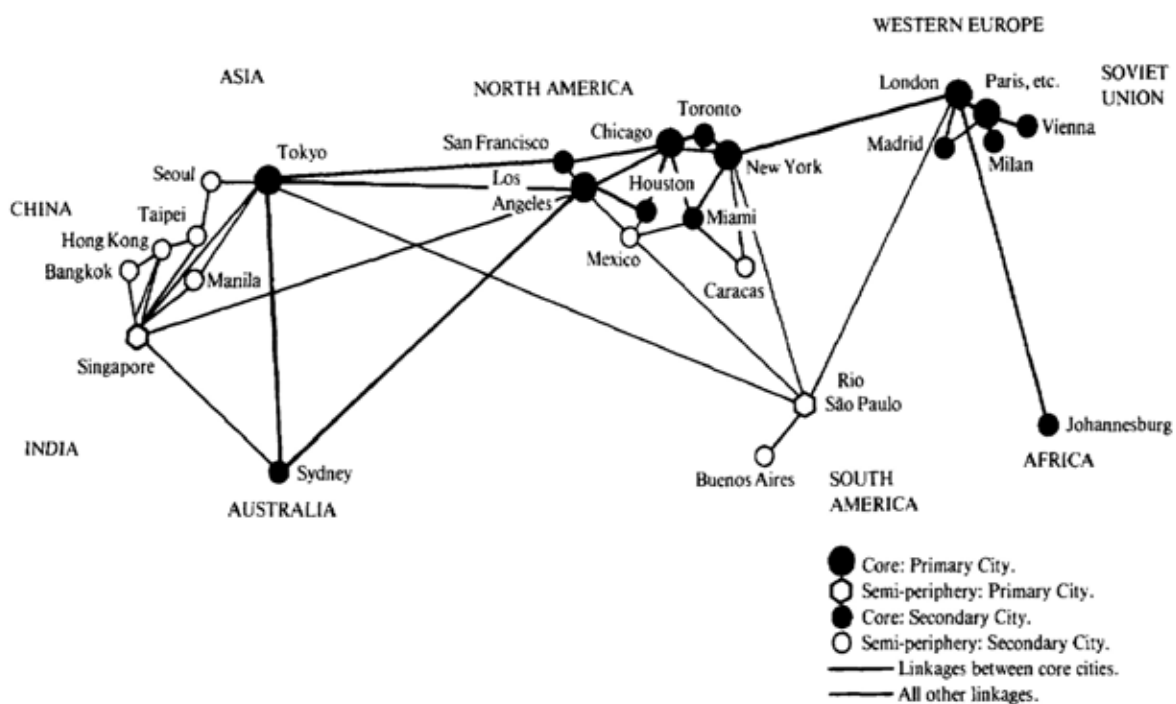 WESTERN EUROPE
ASIA
NORTH AMERICA
London
Paris, etc.
SOVIET
UNION
Toronto
Chicago
San Francisco
Vienna
Madrid
Milan
Tokyo
New York
Seoul
Los
Angeles
Houston
CHINA
Taipei
Miami
Hong Kong
Bangkok
Manila
Mexico
Caracas
Singapore
Rio
São Paulo
Johannesburg
INDIA
Sydney
AFRICA
Buenos Aires
SOUTH
AMERICA
AUSTRALIA
Core: Primary City.
Semi-periphery: Primary City.
Core: Secondary City.
Semi-periphery: Secondary City.
Linkages between core cities.
All other linkages.